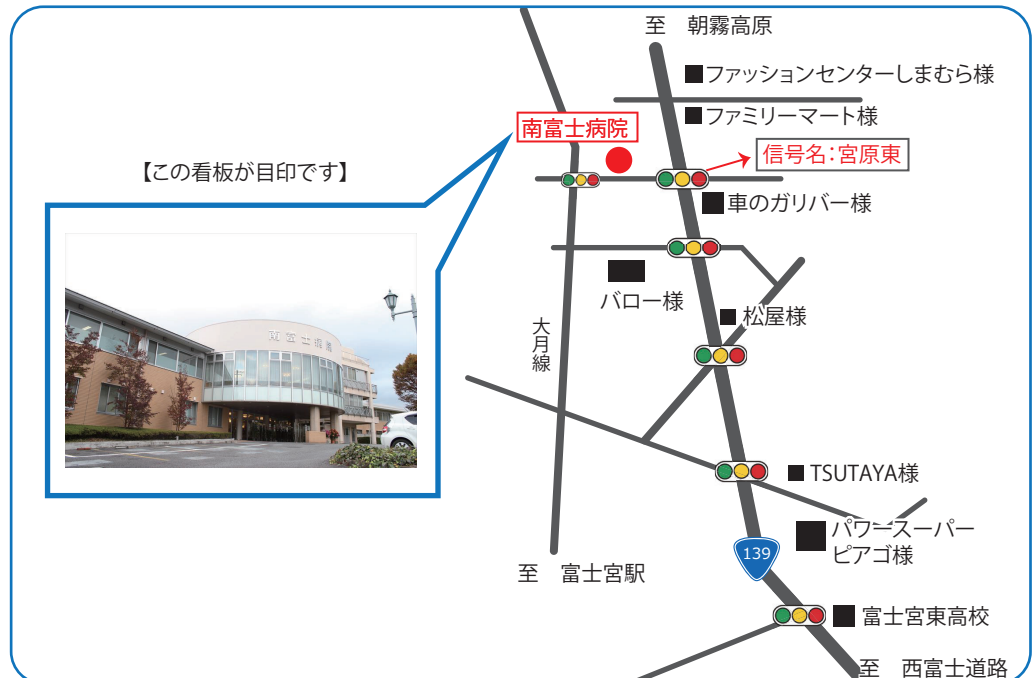 至　朝霧高原
ファッションセンターしまむら様
ファミリーマート様
南富士病院
信号名：宮原東
【この看板が目印です】
車のガリバー様
バロー様
松屋様
大月線
南富士病院
TSUTAYA様
パワースーパー
ピアゴ様
139
至　富士宮駅
富士宮東高校
至　西富士道路